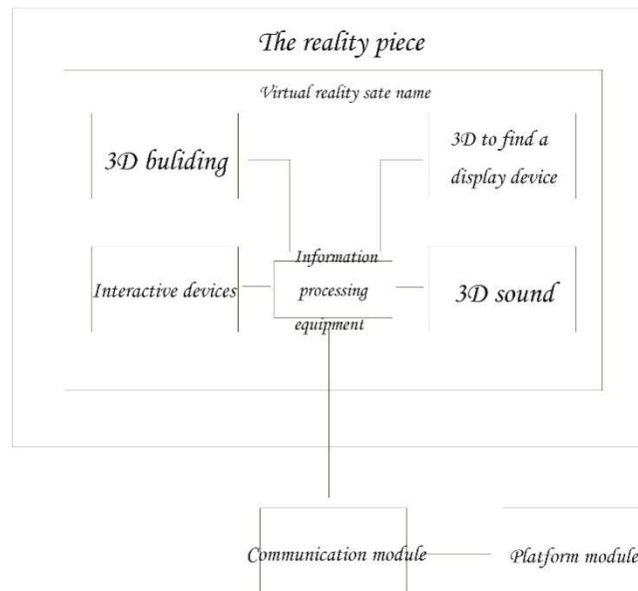 The reality piece
Virtual reality sate name
3D buliding
3D to find a
display device
Interactive devices
Information
processing
equipment
3D sound
Communication module
Platform module